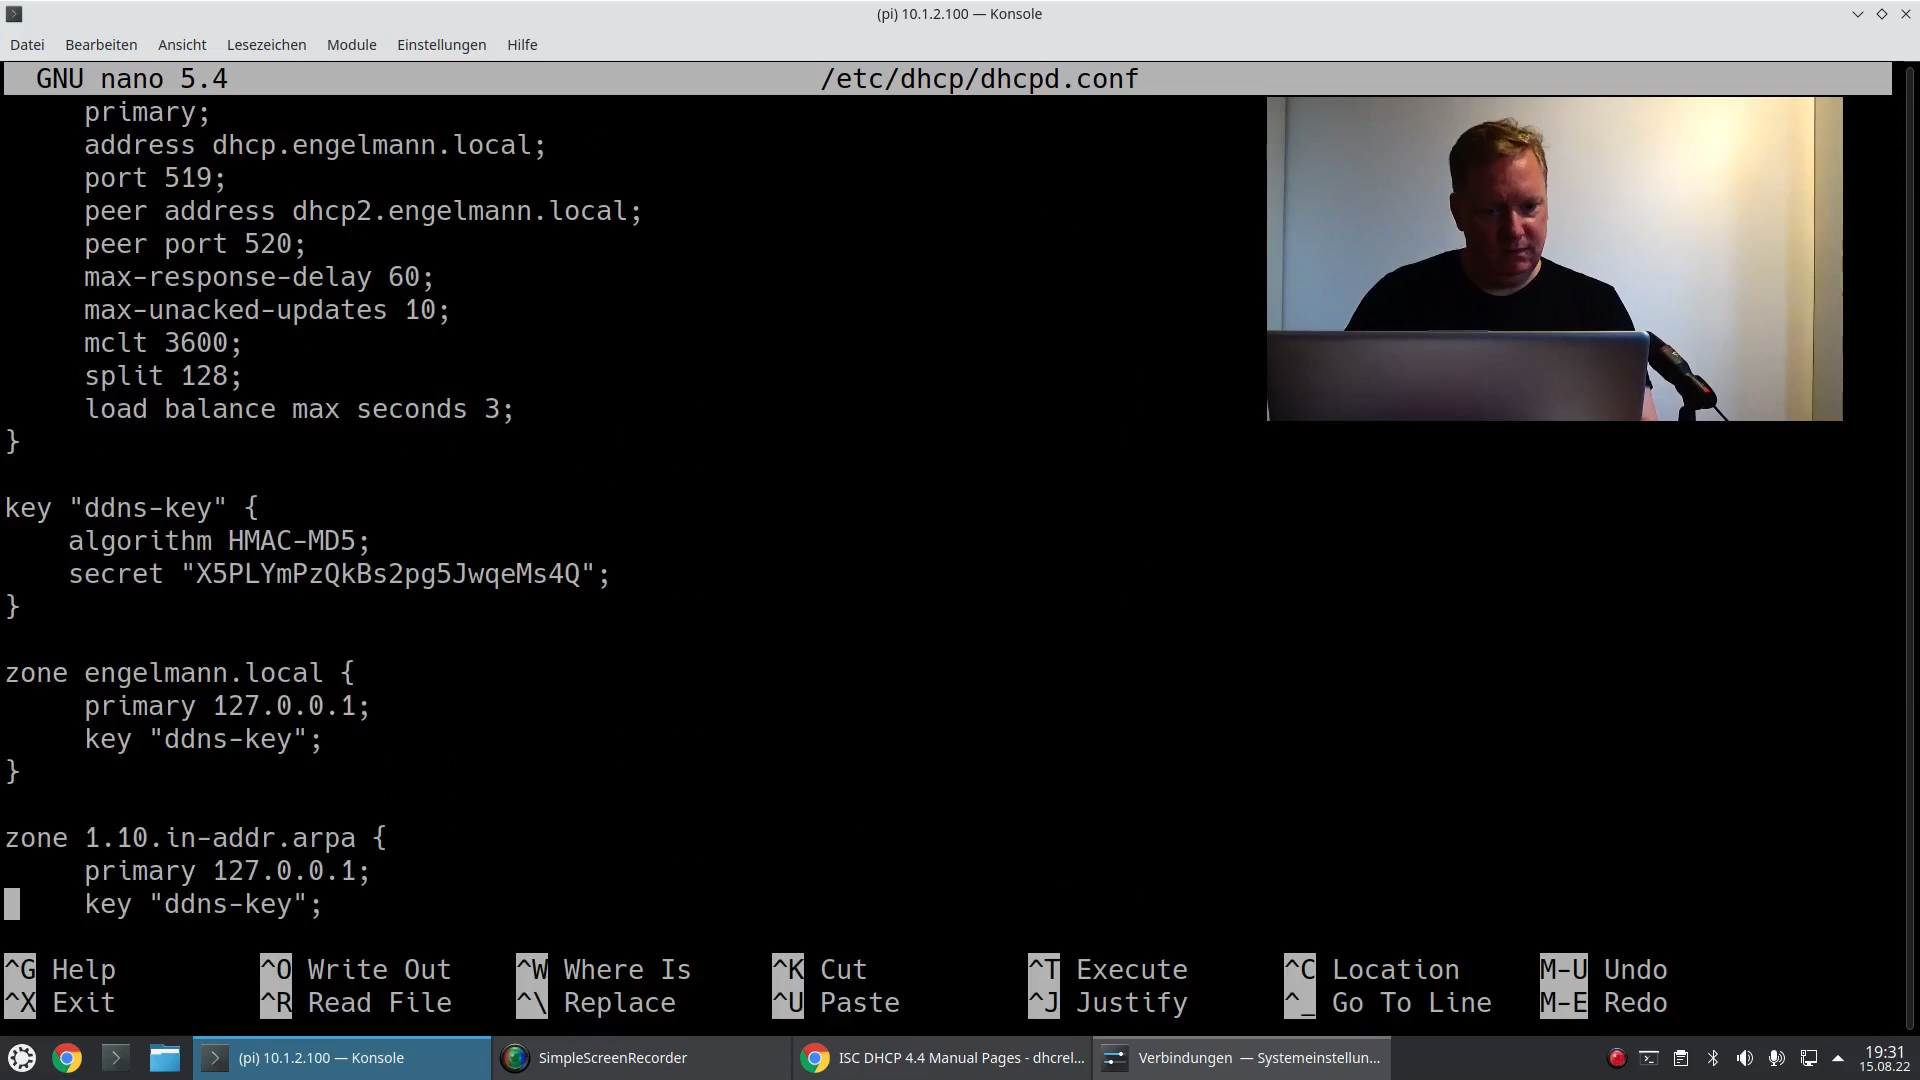 (pi) 10.1.2.100 — Konsole
Datei Bearbeiten Ansicht Lesezeichen Module Einstellungen Hilfe
GNU nano 5.4 /etc/dhcp/dhcpd.conf
primary;
address dhcp.engelmann.local;
port 519;
peer address dhcp2.engelmann.local;
peer port 520;
max-response-delay 60;
max-unacked-updates 10;
mclt 3600;
split 128;
load balance max seconds 3;
}
key "ddns-key" {
algorithm HMAC-MD5;
secret "X5PLYmPzQkBs2pg5JwqeMs4Q";
}
zone engelmann.local {
primary 127.0.0.1;
key "ddns-key";
}
zone 1.10.in-addr.arpa {
primary 127.0.0.1;
key "ddns-key";
^G Help ^O Write Out ^W Where Is ^K Cut ^T Execute ^C Location M-U Undo
^X Exit ^R Read File ^\ Replace ^U Paste ^J Justify ^_ Go To Line M-E Redo
(pi) 10.1.2.100 — Konsole SimpleScreenRecorder ISC DHCP 4.4 Manual Pages - dhcrel... Verbindungen — Systemeinstellun... 19:31
15.08.22